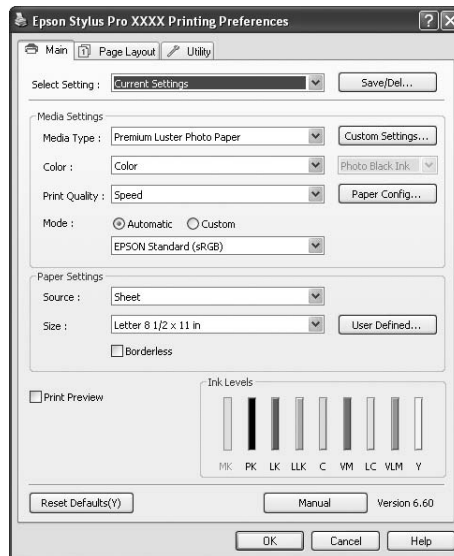 Epson Stylus Pro XXXX Printing Preferences
Main Page Layout Utility
Select Setting : Current Settings Save/Del...
Media Settings
Media Type : Premium Luster Photo Paper Custom Settings...
Color : Color Photo Black Ink
Print Quality : Speed Paper Config...
Mode : Automatic Custom
EPSON Standard (sRGB)
Paper Settings
Source : Sheet
Size : Letter 8 1/2 x 11 in User Defined...
Borderless
Print Preview
Ink Levels
MK PK LK LLK C VM LC VLM Y
Reset Defaults(Y) Manual Version 6.60
OK Cancel Help